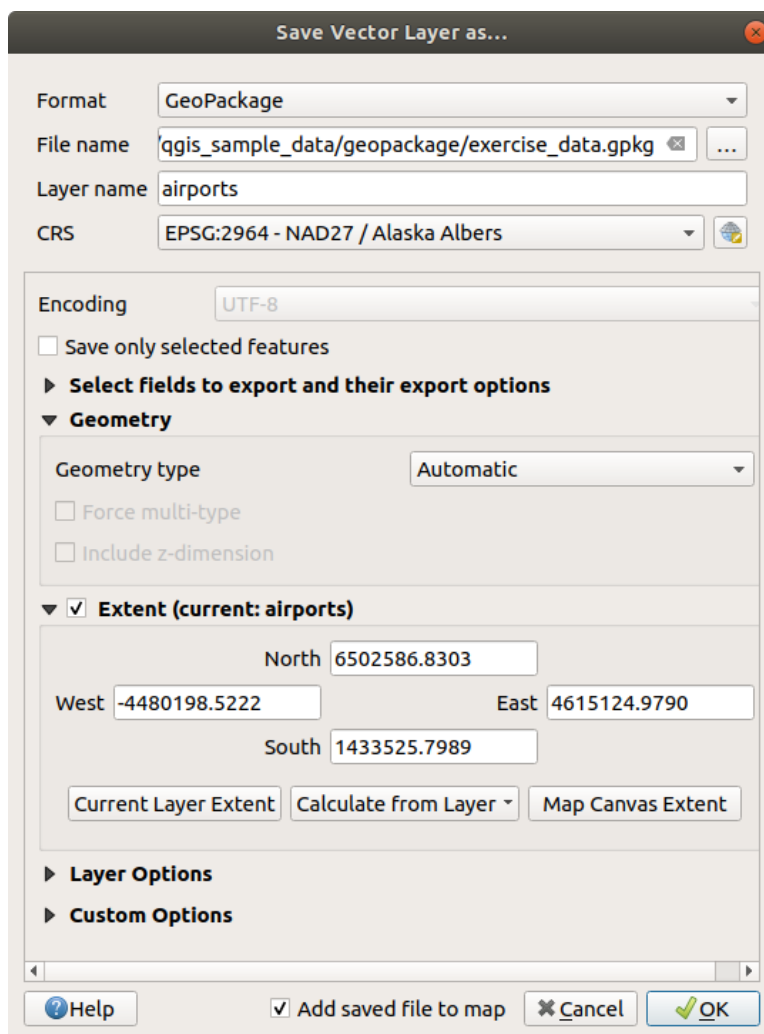 Save Vector Layer as...
Format GeoPackage
File name /qgis_sample_data/geopackage/exercise_data.gpkg ...
Layer name airports
CRS EPSG:2964 - NAD27 / Alaska Albers
Encoding UTF-8
Save only selected features
Select fields to export and their export options
Geometry
Geometry type Automatic
Force multi-type
Include z-dimension
Extent (current: airports)
North 6502586.8303
West -4480198.5222 East 4615124.9790
South 1433525.7989
Current Layer Extent Calculate from Layer Map Canvas Extent
Layer Options
Custom Options
Help Add saved file to map Cancel OK